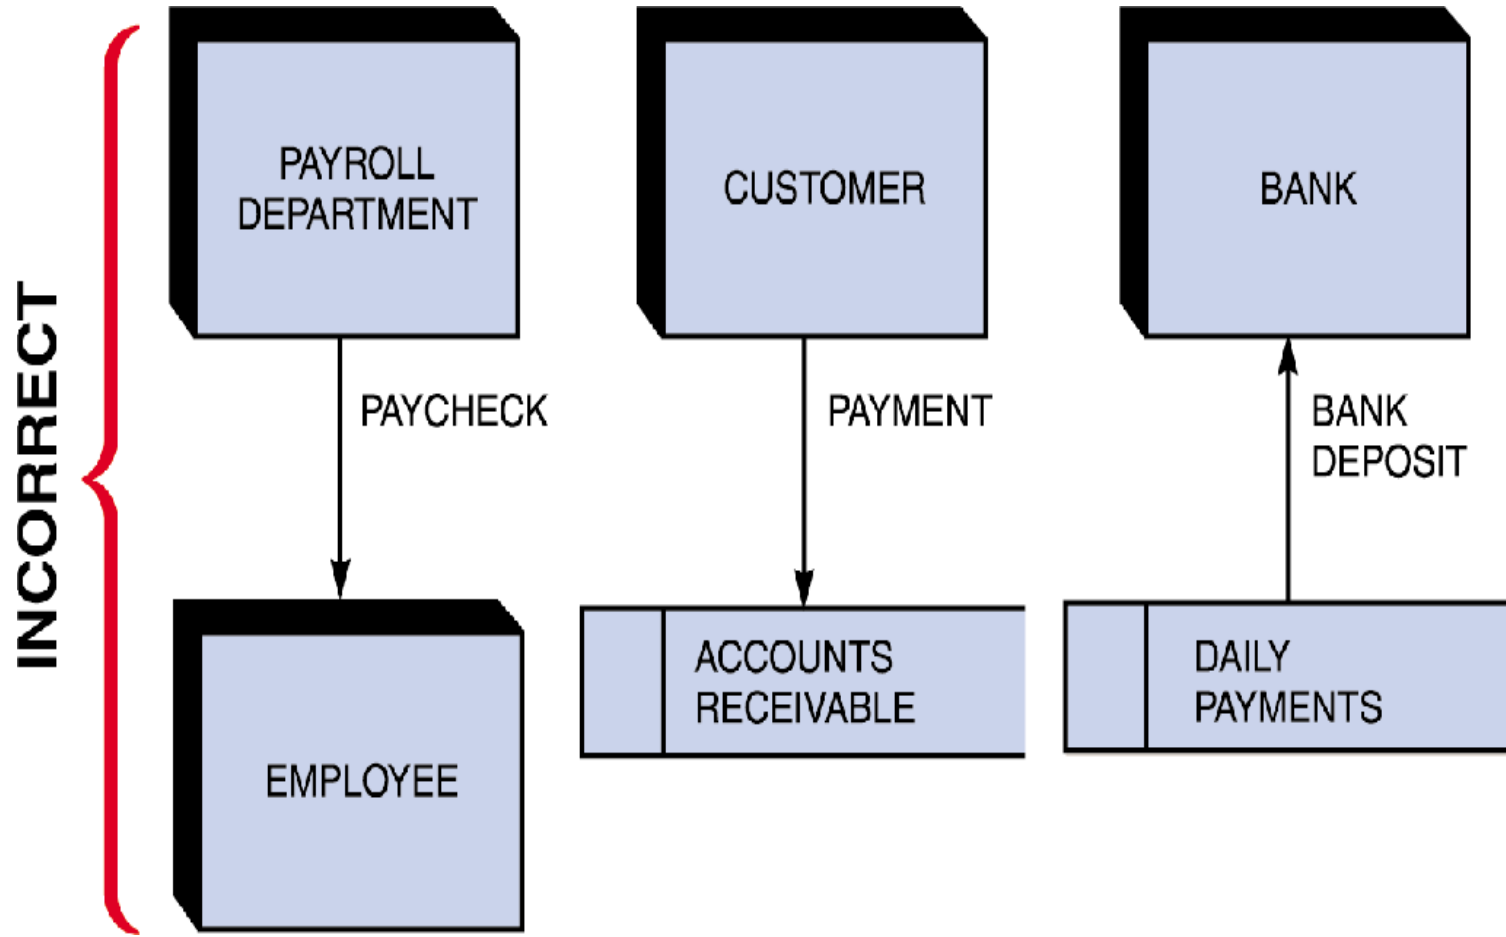 INCORRECT
PAYROLL
DEPARTMENT
PAYCHECK
EMPLOYEE
CUSTOMER
PAYMENT
ACCOUNTS
RECEIVABLE
BANK
BANK
DEPOSIT
DAILY
PAYMENTS